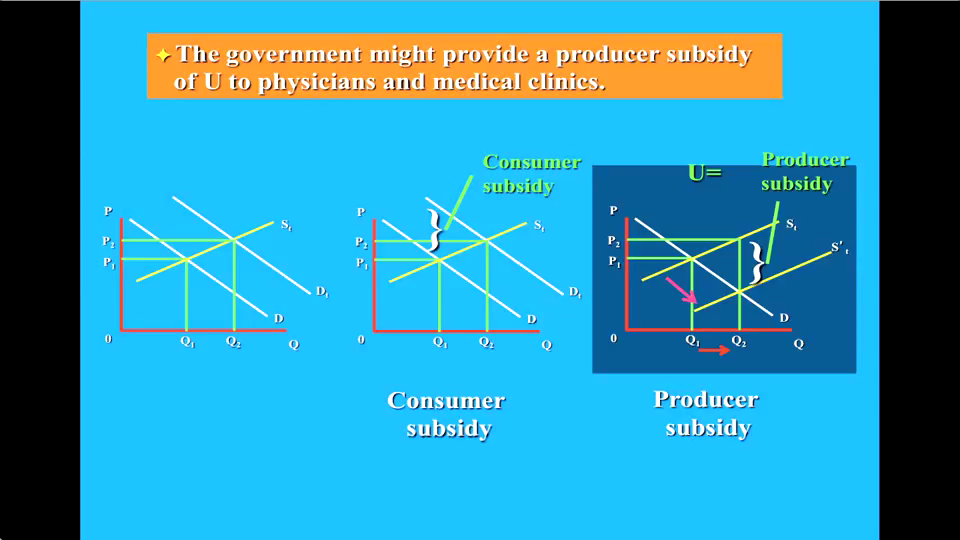 The government might provide a producer subsidy
of U to physicians and medical clinics.
P
P2
P1
St
Dt
D
0
Q1
Q2
Q
Consumer
subsidy
P
P2
P1
St
Dt
D
0
Q1
Q2
Q
Consumer
subsidy
U=
Producer
subsidy
P
P2
P1
St
S't
D
0
Q1
Q2
Q
Producer
subsidy